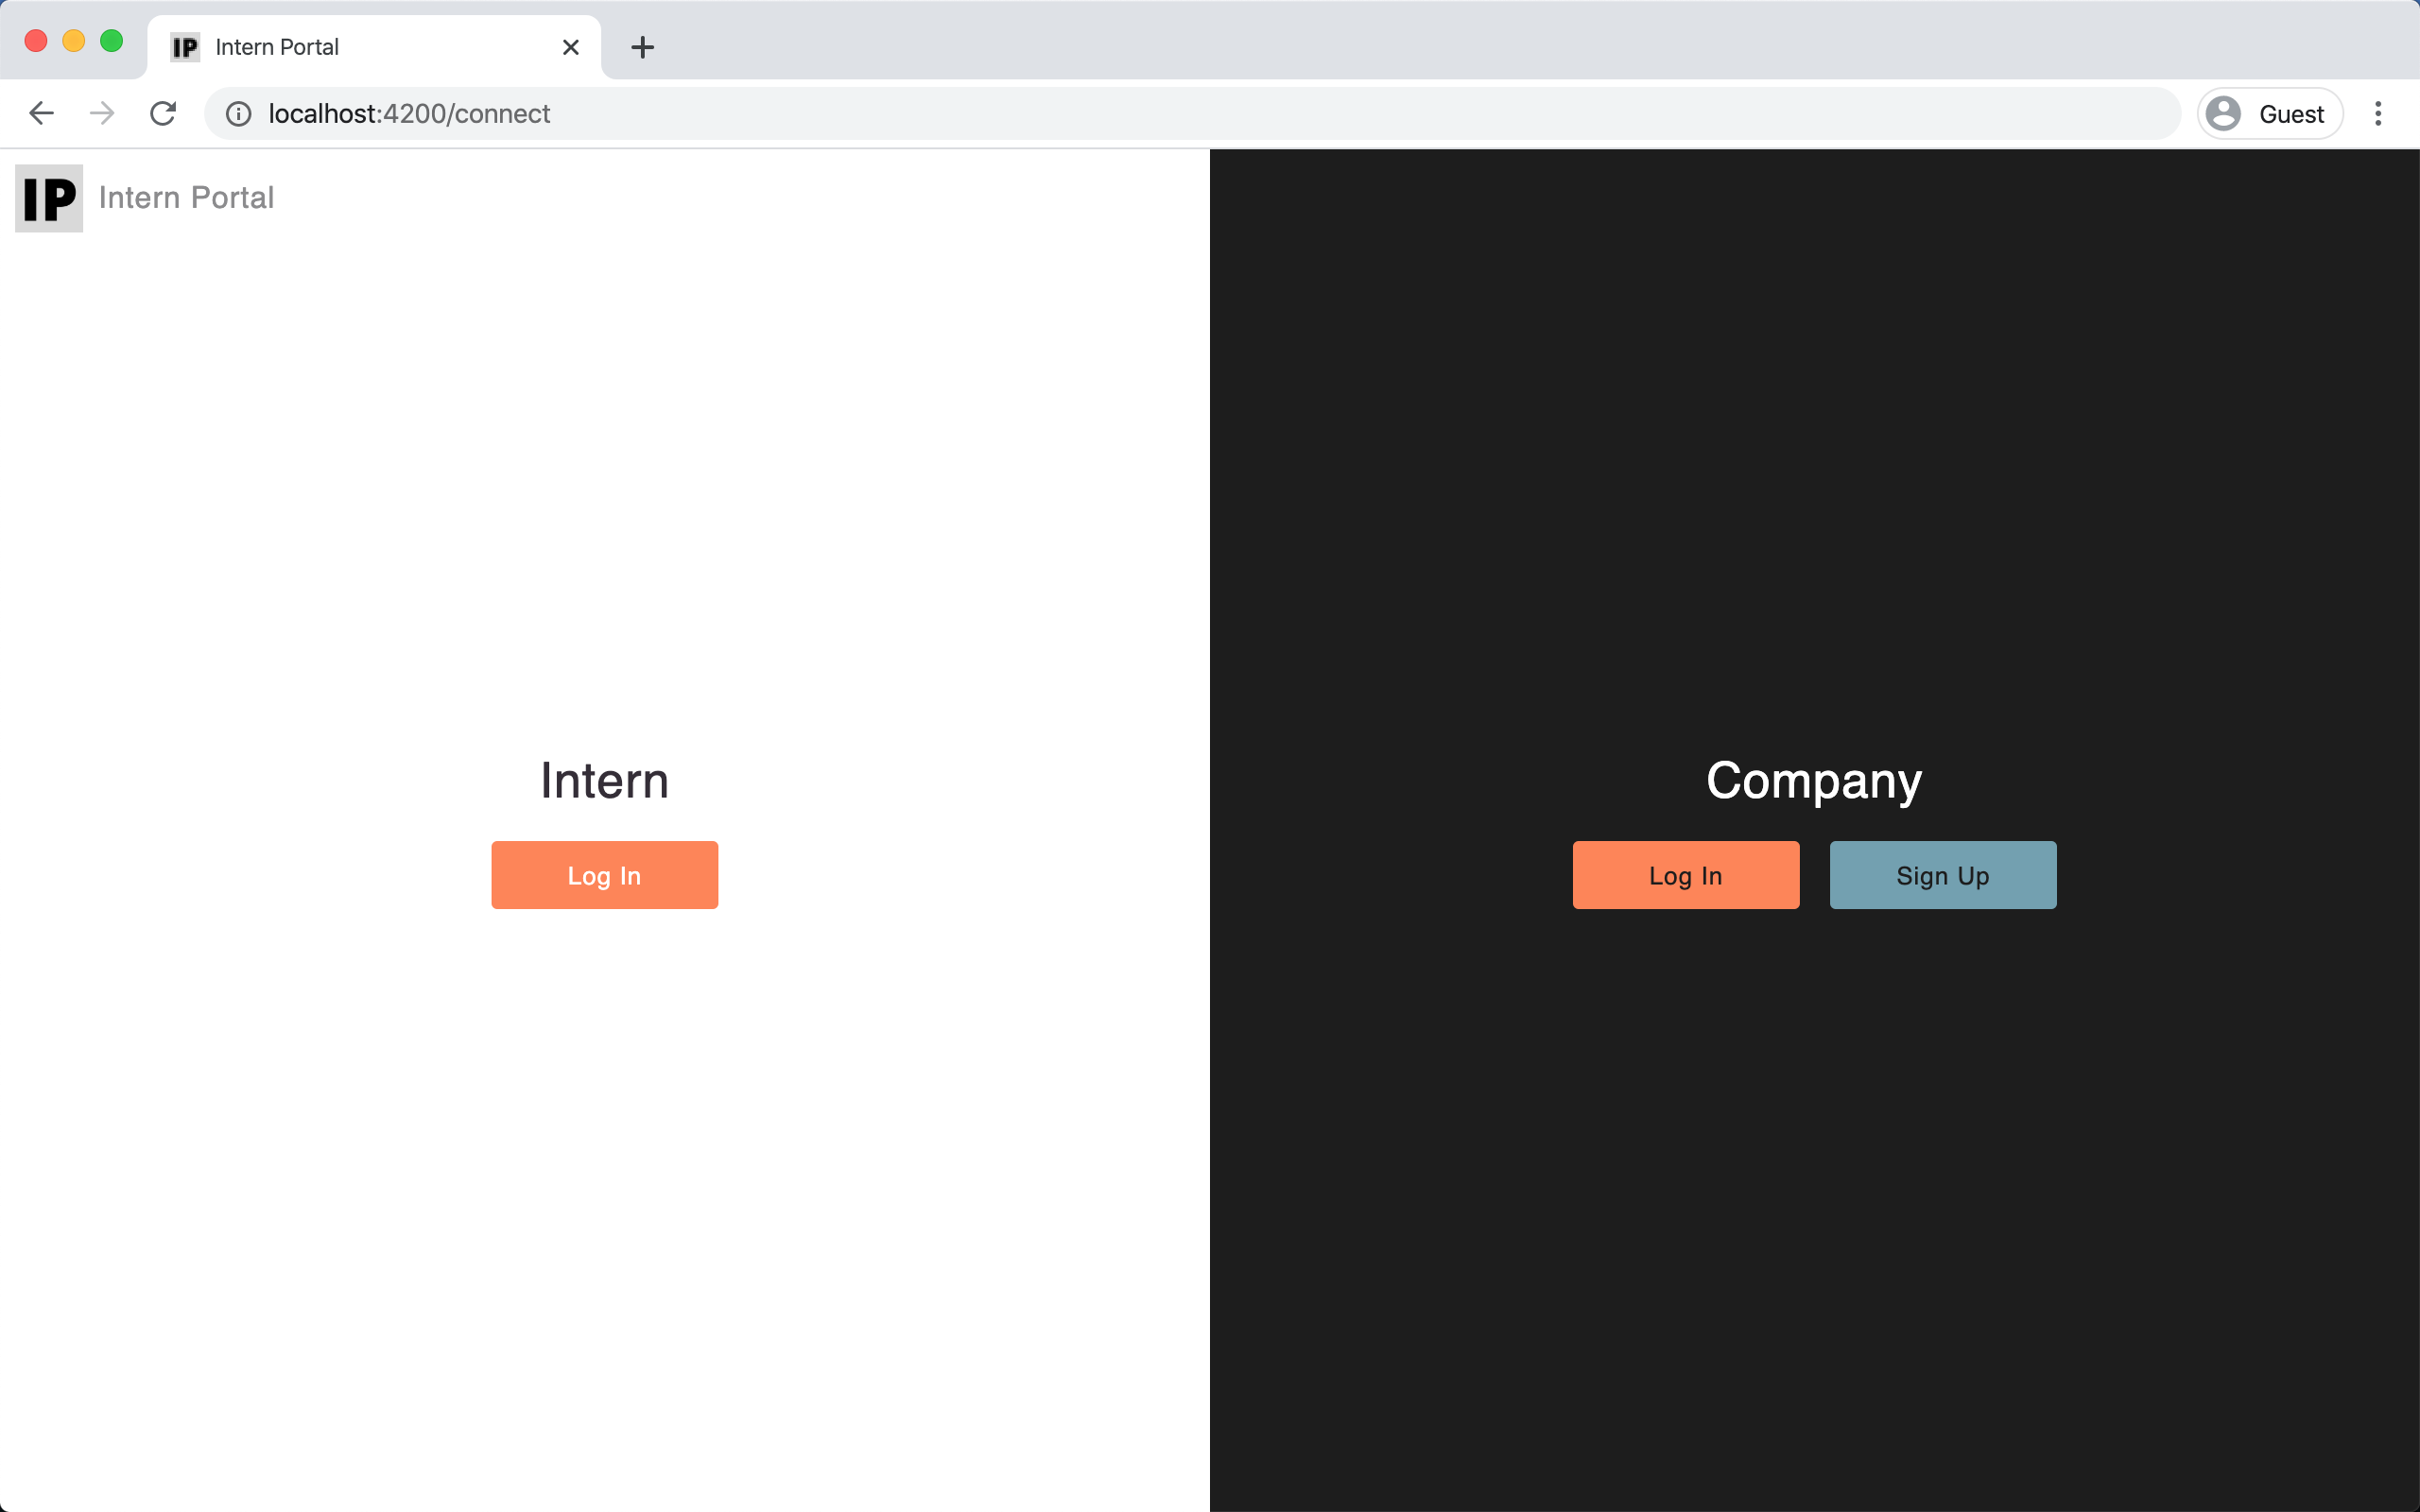 IP Intern Portal
localhost:4200/connect
Guest
IP Intern Portal
Intern
Log In
Company
Log In
Sign Up